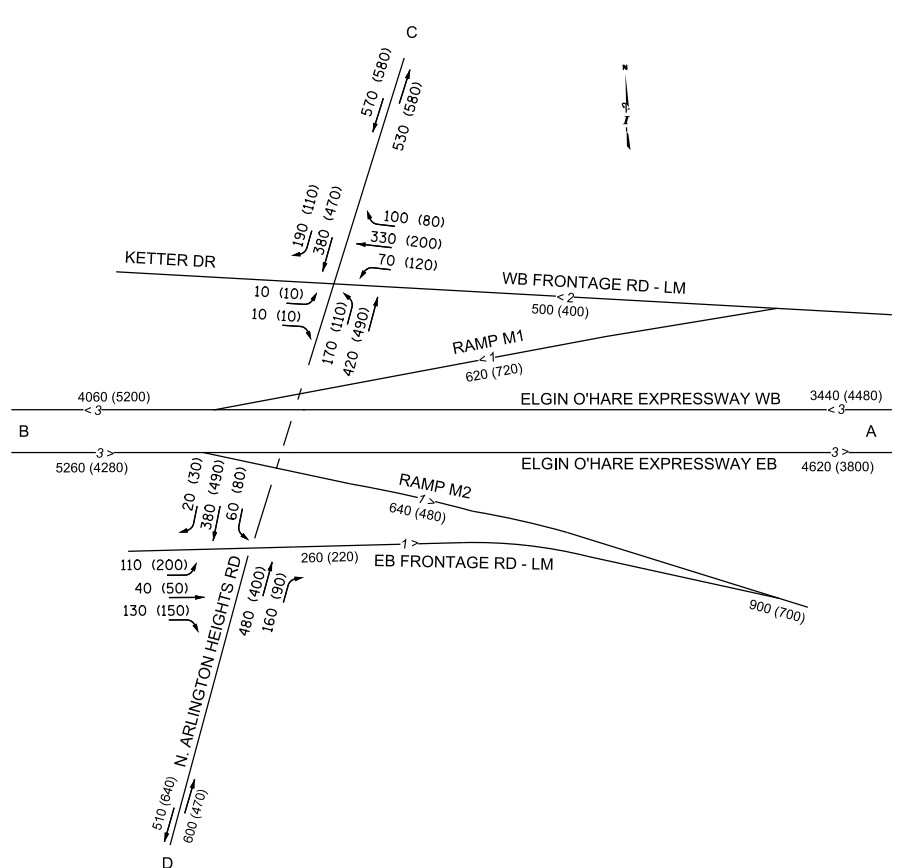 C
N
I
570 (580)
530 (580)
190 (110)
380 (470)
100 (80)
330 (200)
70 (120)
KETTER DR
WB FRONTAGE RD - LM
< 2
500 (400)
10 (10)
10 (10)
170 (110)
420 (490)
RAMP M1
< 1
620 (720)
4060 (5200)
< 3
ELGIN O'HARE EXPRESSWAY WB
3440 (4480)
< 3
B
A
3 >
5260 (4280)
ELGIN O'HARE EXPRESSWAY EB
3 >
4620 (3800)
20 (30)
380 (490)
60 (80)
RAMP M2
1 >
640 (480)
110 (200)
40 (50)
130 (150)
260 (220)
1 >
EB FRONTAGE RD - LM
480 (400)
160 (90)
900 (700)
N. ARLINGTON HEIGHTS RD
510 (640)
600 (470)
D